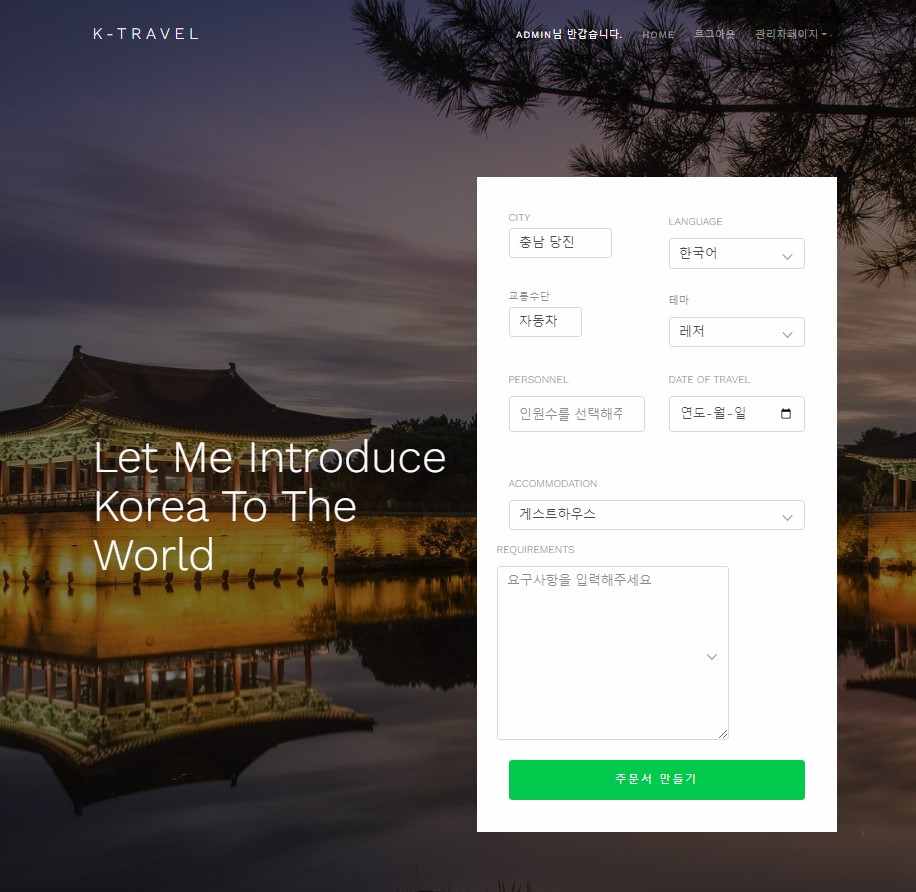 K-TRAVEL
ADMIN님 반갑습니다. HOME 로그아웃 관리자페이지
CITY
충남 당진
LANGUAGE
한국어
교통수단
자동차
테마
레저
PERSONNEL
인원수를 선택해주
DATE OF TRAVEL
연도-월-일
Let Me Introduce
Korea To The
World
ACCOMMODATION
게스트하우스
REQUIREMENTS
요구사항을 입력해주세요
주문서 만들기